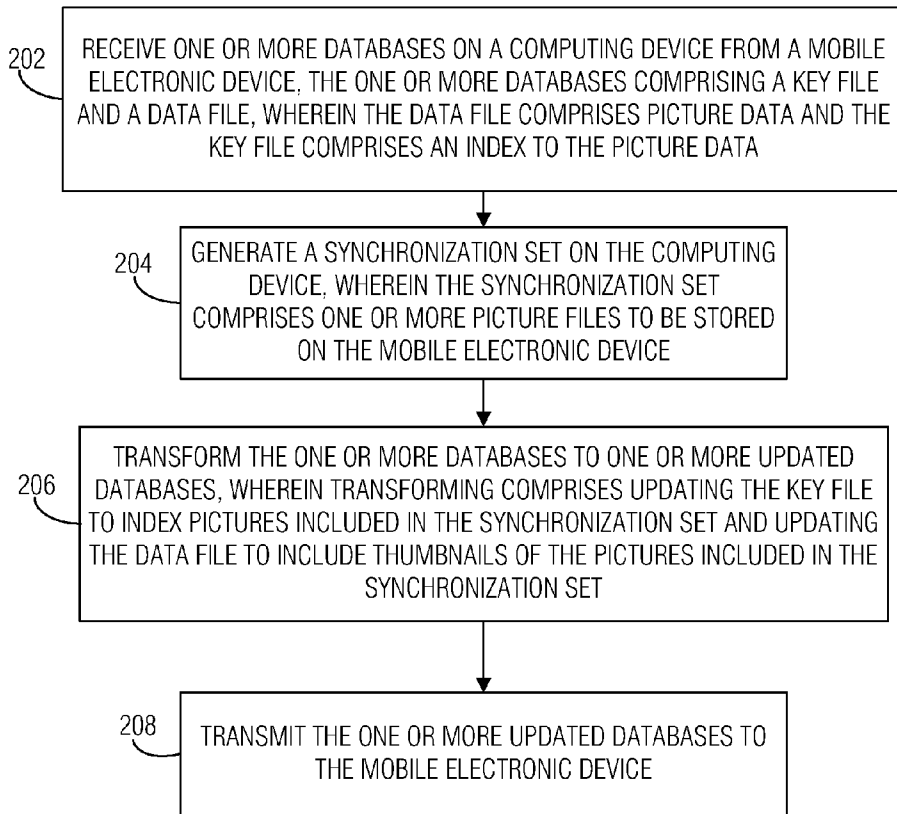 202
RECEIVE ONE OR MORE DATABASES ON A COMPUTING DEVICE FROM A MOBILE
ELECTRONIC DEVICE, THE ONE OR MORE DATABASES COMPRISING A KEY FILE
AND A DATA FILE, WHEREIN THE DATA FILE COMPRISES PICTURE DATA AND THE
KEY FILE COMPRISES AN INDEX TO THE PICTURE DATA
204
GENERATE A SYNCHRONIZATION SET ON THE COMPUTING
DEVICE, WHEREIN THE SYNCHRONIZATION SET
COMPRISES ONE OR MORE PICTURE FILES TO BE STORED
ON THE MOBILE ELECTRONIC DEVICE
206
TRANSFORM THE ONE OR MORE DATABASES TO ONE OR MORE UPDATED
DATABASES, WHEREIN TRANSFORMING COMPRISES UPDATING THE KEY FILE
TO INDEX PICTURES INCLUDED IN THE SYNCHRONIZATION SET AND UPDATING
THE DATA FILE TO INCLUDE THUMBNAILS OF THE PICTURES INCLUDED IN THE
SYNCHRONIZATION SET
208
TRANSMIT THE ONE OR MORE UPDATED DATABASES TO
THE MOBILE ELECTRONIC DEVICE